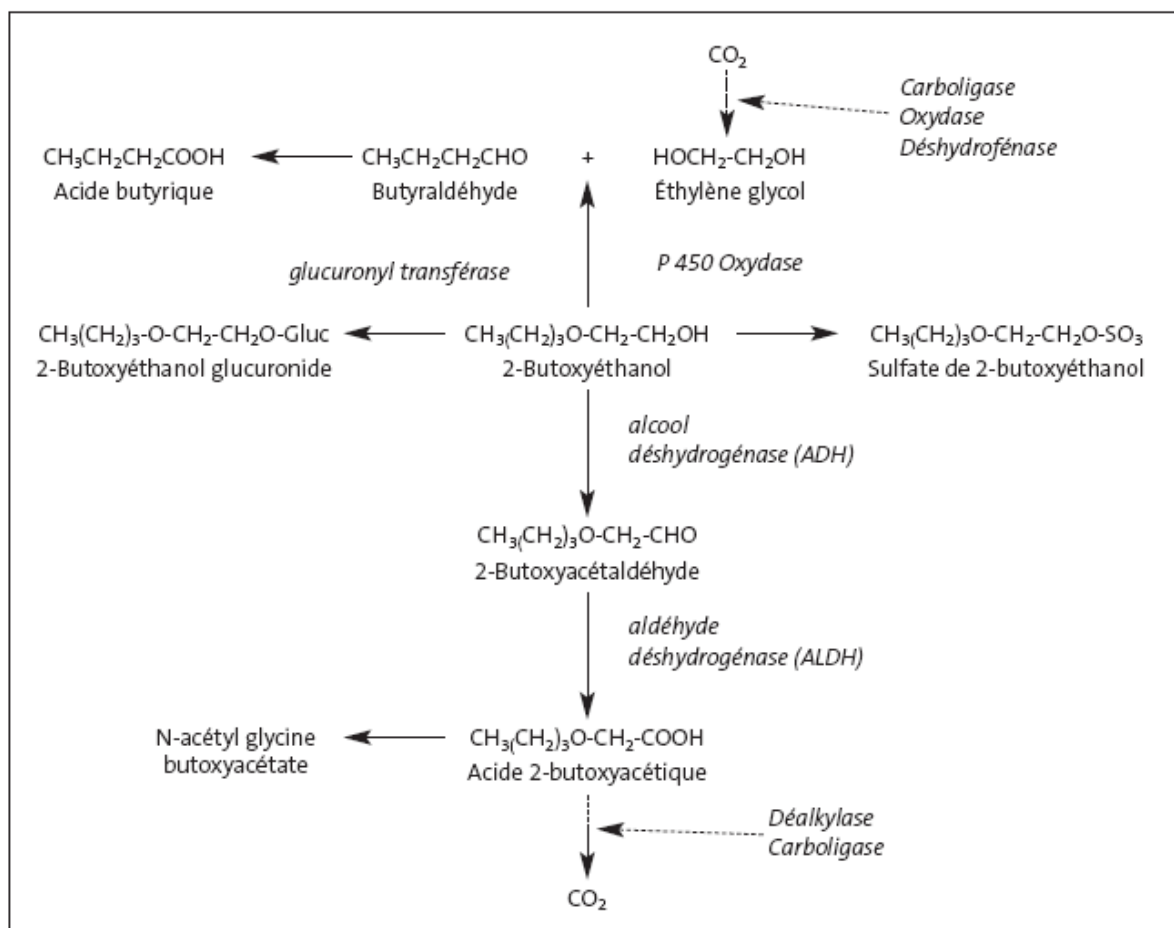 CO₂
Carboligase
Oxydase
Déshydrofénase
CH₃CH₂CH₂COOH
Acide butyrique
CH₃CH₂CH₂CHO
Butyraldéhyde
+
HOCH₂-CH₂OH
Éthylène glycol
glucuronyl transférase
P 450 Oxydase
CH₃(CH₂)₃-O-CH₂-CH₂O-Gluc
2-Butoxyéthanol glucuronide
CH₃(CH₂)₃O-CH₂-CH₂OH
2-Butoxyéthanol
CH₃(CH₂)₃O-CH₂-CH₂O-SO₃
Sulfate de 2-butoxyéthanol
alcool
déshydrogénase (ADH)
CH₃(CH₂)₃O-CH₂-CHO
2-Butoxyacétaldéhyde
aldéhyde
déshydrogénase (ALDH)
N-acétyl glycine
butoxyacétate
CH₃(CH₂)₃O-CH₂-COOH
Acide 2-butoxyacétique
Déalkylase
Carboligase
CO₂